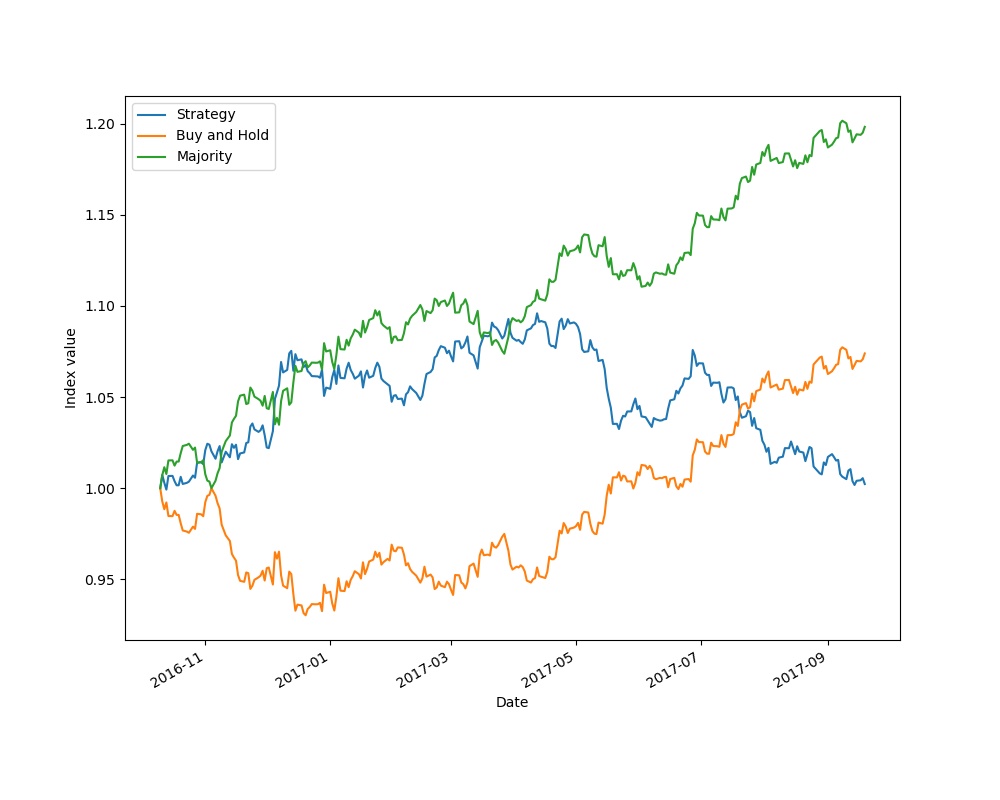 Strategy
Buy and Hold
Majority
1.20
1.15
1.10
1.05
1.00
0.95
Index value
2016-11
2017-01
2017-03
2017-05
2017-07
2017-09
Date